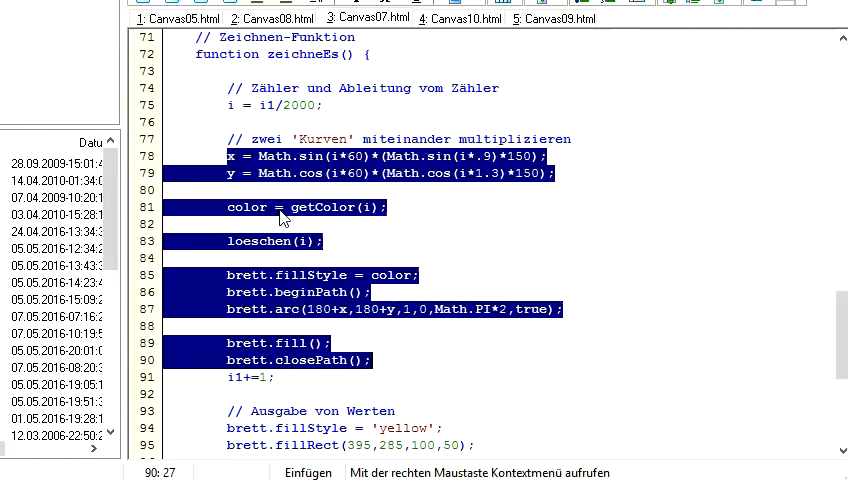 1: Canvas05.html 2: Canvas08.html 3: Canvas07.html 4: Canvas10.html 5: Canvas09.html
71 // Zeichnen-Funktion
72 function zeichneEs() {
73
74 // Zähler und Ableitung vom Zähler
75 i = i1/2000;
76
77 // zwei 'Kurven' miteinander multiplizieren
78 x = Math.sin(i*60)*(Math.sin(i*.9)*150);
79 y = Math.cos(i*60)*(Math.cos(i*1.3)*150);
80
81 color = getColor(i);
82
83 loeschen(i);
84
85 brett.fillStyle = color;
86 brett.beginPath();
87 brett.arc(180+x,180+y,1,0,Math.PI*2,true);
88
89 brett.fill();
90 brett.closePath();
91 i1+=1;
92
93 // Ausgabe von Werten
94 brett.fillStyle = 'yellow';
95 brett.fillRect(395,285,100,50);
Datu
28.09.2009-15:01:4
14.04.2010-01:34:0
07.04.2009-10:20:1
03.04.2010-15:28:1
24.04.2016-13:34:3
05.05.2016-12:34:2
05.05.2016-13:43:3
05.05.2016-14:23:4
05.05.2016-15:09:2
07.05.2016-07:16:2
07.05.2016-10:19:5
05.05.2016-20:01:0
07.05.2016-08:20:3
05.05.2016-19:05:1
05.05.2016-19:51:3
01.05.2016-19:28:1
12.03.2006-22:50:2
90: 27 Einfügen Mit der rechten Maustaste Kontextmenü aufrufen